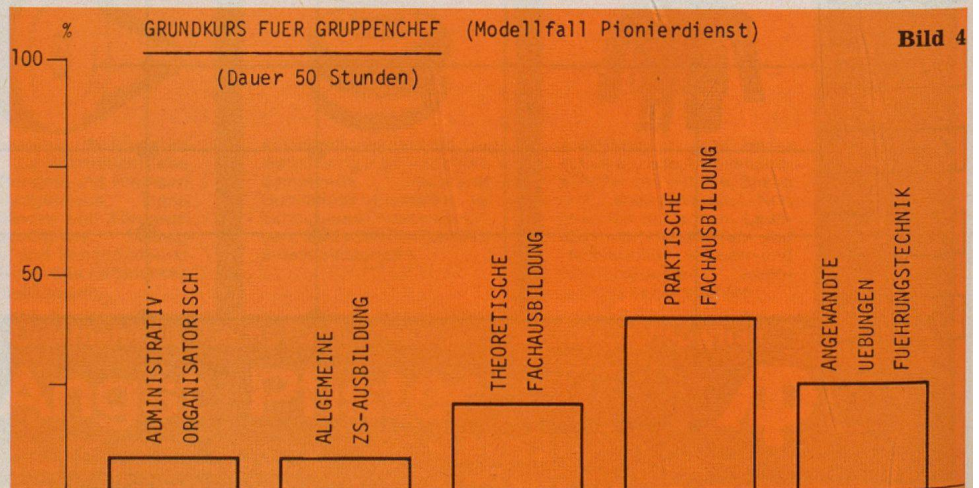 % GRUNDKURS FUER GRUPPENCHEF (Modellfall Pionierdienst)
Bild 4
100
(Dauer 50 Stunden)
50
ADMINISTRATIV
ORGANISATORISCH
ALLGEMEINE
ZS-AUSBILDUNG
THEORETISCHE
FACHAUSBILDUNG
PRAKTISCHE
FACHAUSBILDUNG
ANGEWANDTE
UEBUNGEN
FUEHRUNGSTECHNIK